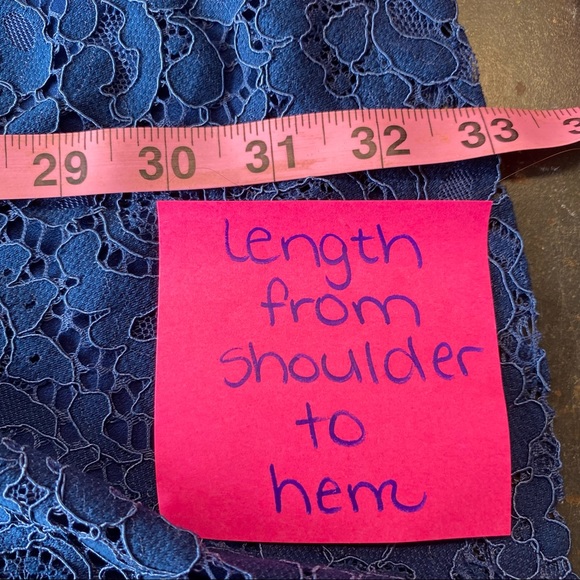 29 30 31 32 33
Length
from
shoulder
to
hem